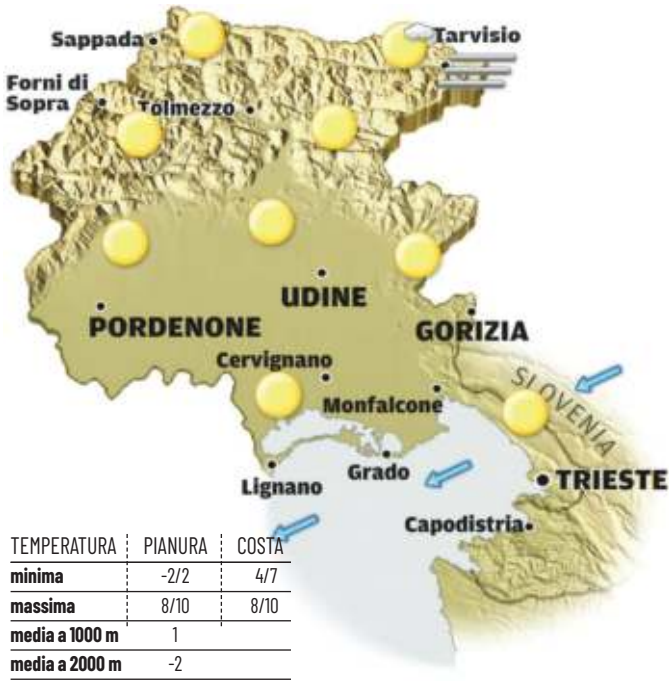 Sappada
Tarvisio
Forni di
Sopra
Tolmezzo
UDINE
PORDENONE
GORIZIA
Cervignano
SLOVENIA
Monfalcone
Lignano
Grado
TRIESTE
Capodistria
TEMPERATURA PIANURA COSTA
minima -2/2 4/7
massima 8/10 8/10
media a 1000 m 1
media a 2000 m -2